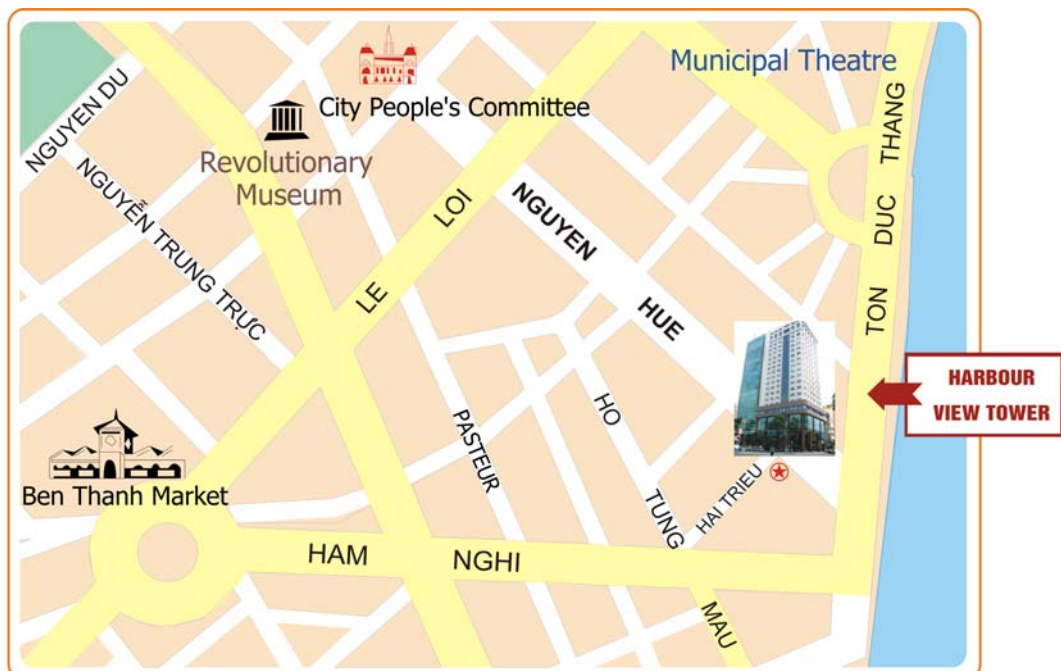 Municipal Theatre
City People's Committee
NGUYEN DU
Revolutionary
Museum
NGUYỄN TRUNG TRỰC
LE LOI
NGUYEN HUE
TON DUC THANG
HARBOUR
VIEW TOWER
HO TUNG MAU
PASTEUR
HAI TRIEU
Ben Thanh Market
HAM NGHI